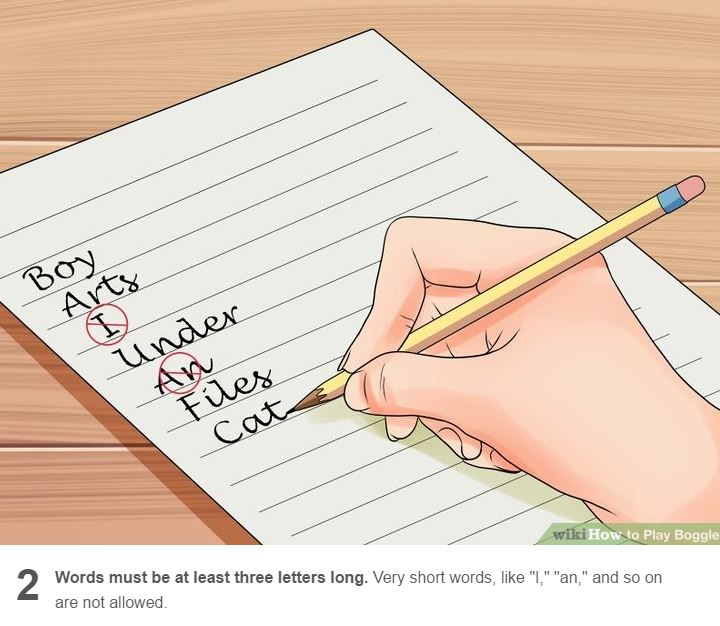 Boy
Arts
I
Under
An
Files
Cat
wikiHow to Play Boggle
2 Words must be at least three letters long. Very short words, like "I," "an," and so on
are not allowed.